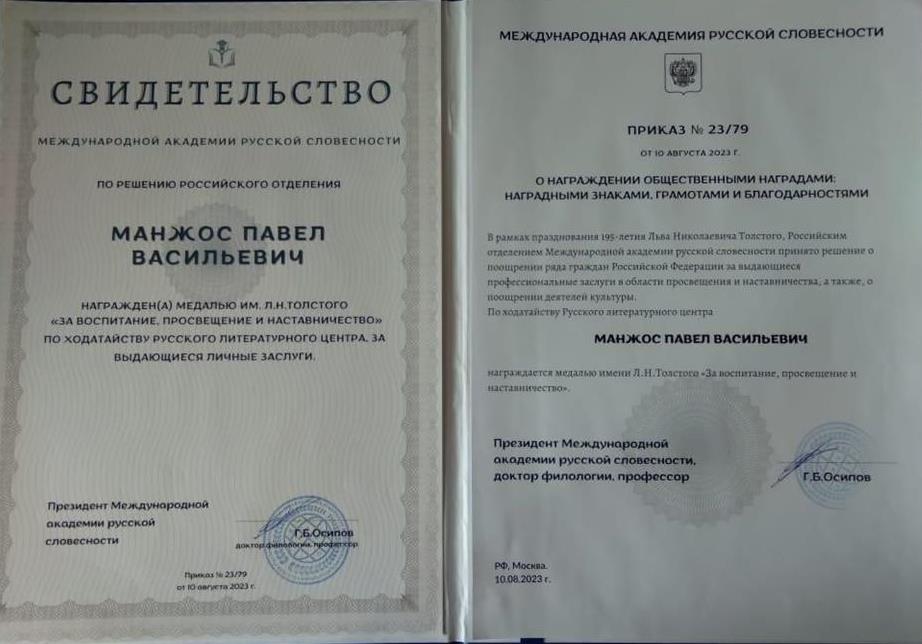 СВИДЕТЕЛЬСТВО
МЕЖДУНАРОДНОЙ АКАДЕМИИ РУССКОЙ СЛОВЕСНОСТИ
ПО РЕШЕНИЮ РОССИЙСКОГО ОТДЕЛЕНИЯ
МАНЖОС ПАВЕЛ
ВАСИЛЬЕВИЧ
НАГРАЖДЕН(А) МЕДАЛЬЮ ИМ. Л.Н.ТОЛСТОГО
«ЗА ВОСПИТАНИЕ, ПРОСВЕЩЕНИЕ И НАСТАВНИЧЕСТВО»
ПО ХОДАТАЙСТВУ РУССКОГО ЛИТЕРАТУРНОГО ЦЕНТРА, ЗА
ВЫДАЮЩИЕСЯ ЛИЧНЫЕ ЗАСЛУГИ.
Президент Международной
академии русской
словесности
Г.Б.Осипов
доктор филологии, профессор
Приказ № 23/79
от 10 августа 2023 г.
МЕЖДУНАРОДНАЯ АКАДЕМИЯ РУССКОЙ СЛОВЕСНОСТИ
ПРИКАЗ № 23/79
ОТ 10 АВГУСТА 2023 Г.
О НАГРАЖДЕНИИ ОБЩЕСТВЕННЫМИ НАГРАДАМИ:
НАГРАДНЫМИ ЗНАКАМИ, ГРАМОТАМИ И БЛАГОДАРНОСТЯМИ
В рамках празднования 195-летия Льва Николаевича Толстого, Российским
отделением Международной академии русской словесности принято решение о
поощрении ряда граждан Российской Федерации за выдающиеся
профессиональные заслуги в области просвещения и наставничества, а также, о
поощрении деятелей культуры.
По ходатайству Русского литературного центра
МАНЖОС ПАВЕЛ ВАСИЛЬЕВИЧ
награждается медалью имени Л.Н.Толстого «За воспитание, просвещение и
наставничество».
Президент Международной
академии русской словесности,
доктор филологии, профессор
Г.Б.Осипов
РФ, Москва.
10.08.2023 г.